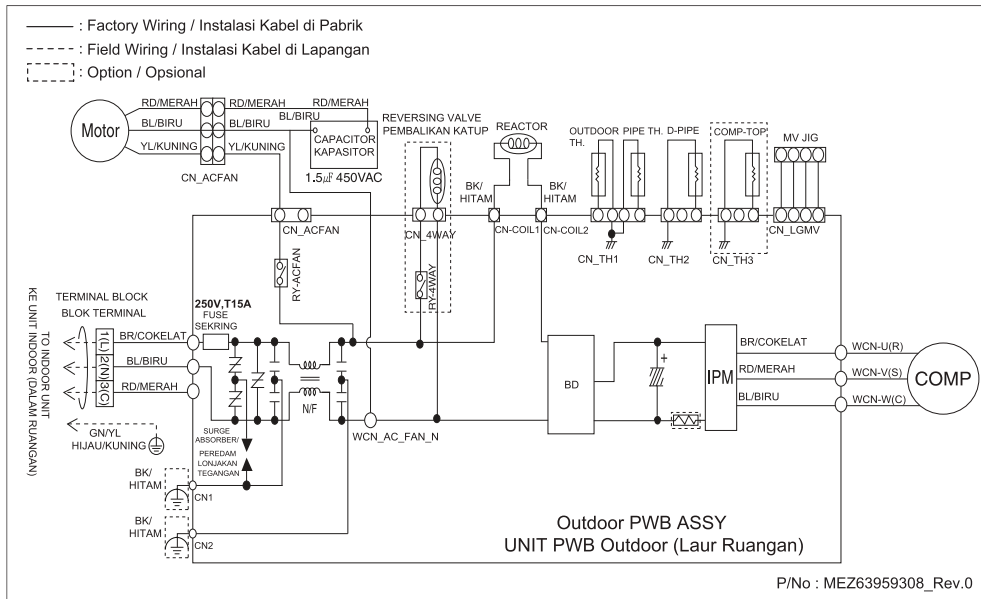 : Factory Wiring / Instalasi Kabel di Pabrik
: Field Wiring / Instalasi Kabel di Lapangan
: Option / Opsional
Motor
RD/MERAH
RD/MERAH
RD/MERAH
BL/BIRU
BL/BIRU
BL/BIRU
YL/KUNING
YL/KUNING
CN_ACFAN
CAPACITOR
KAPASITOR
1.5㎌ 450VAC
REVERSING VALVE
PEMBALIKAN KATUP
REACTOR
BK/
HITAM
BK/
HITAM
OUTDOOR
TH.
PIPE TH.
D-PIPE
COMP-TOP
MV JIG
CN_ACFAN
CN_4WAY
CN-COIL1
CN-COIL2
CN_TH1
CN_TH2
CN_TH3
CN_LGMV
RY-ACFAN
RY-4WAY
TERMINAL BLOCK
BLOK TERMINAL
250V,T15A
FUSE
SEKRING
TO INDOOR UNIT
KE UNIT INDOOR (DALAM RUANGAN)
1(L)
2(N)
3(C)
BR/COKELAT
BL/BIRU
RD/MERAH
GN/YL
HIJAU/KUNING
N/F
SURGE
ABSORBER/
PEREDAM
LONJAKAN
TEGANGAN
WCN_AC_FAN_N
BD
+
IPM
BR/COKELAT
RD/MERAH
BL/BIRU
WCN-U(R)
WCN-V(S)
WCN-W(C)
COMP
BK/
HITAM
CN1
BK/
HITAM
CN2
Outdoor PWB ASSY
UNIT PWB Outdoor (Laur Ruangan)
P/No : MEZ63959308_Rev.0